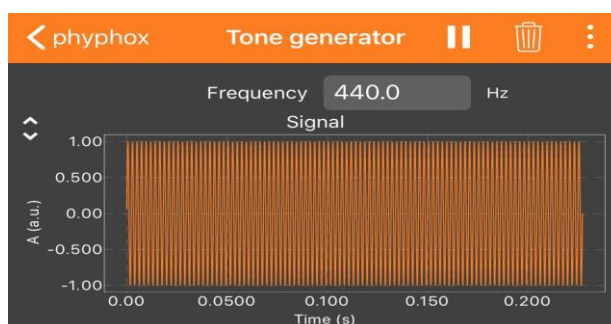 phyphox Tone generator
Frequency 440.0 Hz
Signal
1.00
0.500
0.00
-0.500
-1.00
A (a.u.)
0.00 0.0500 0.100 0.150 0.200
Time (s)